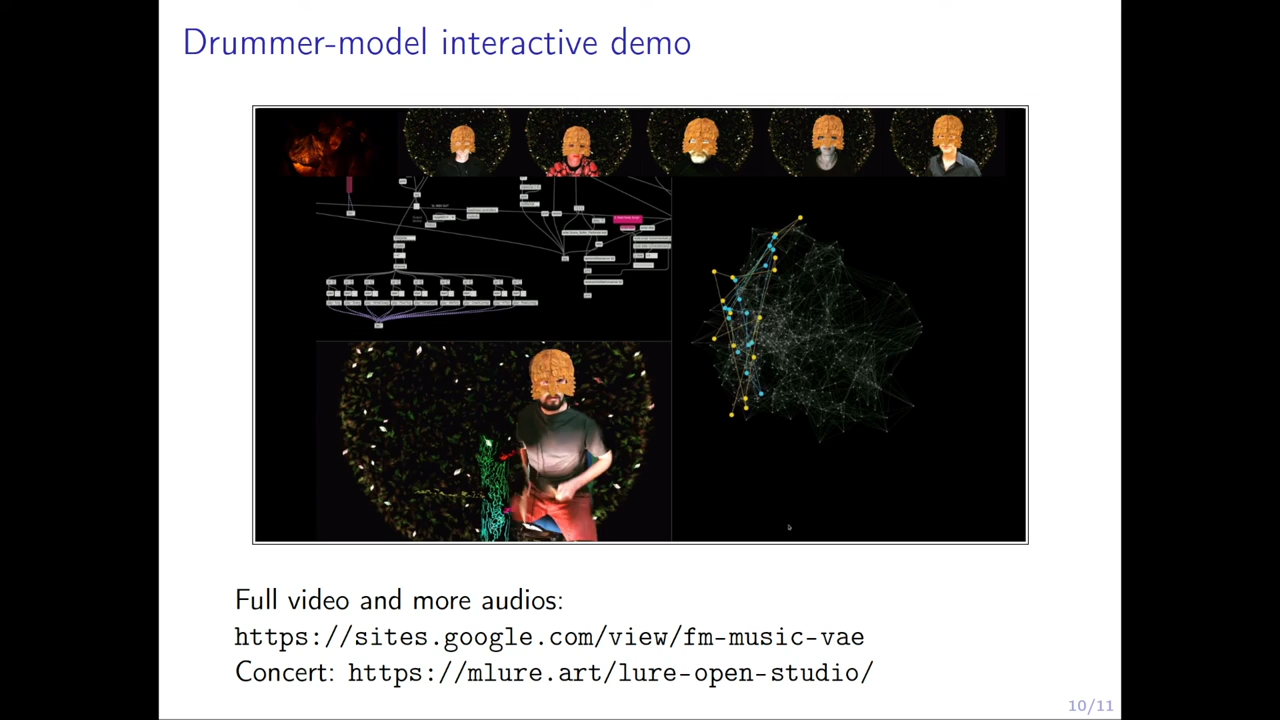 Drummer-model interactive demo
Full video and more audios:
https://sites.google.com/view/fm-music-vae
Concert: https://mlure.art/lure-open-studio/
10/11